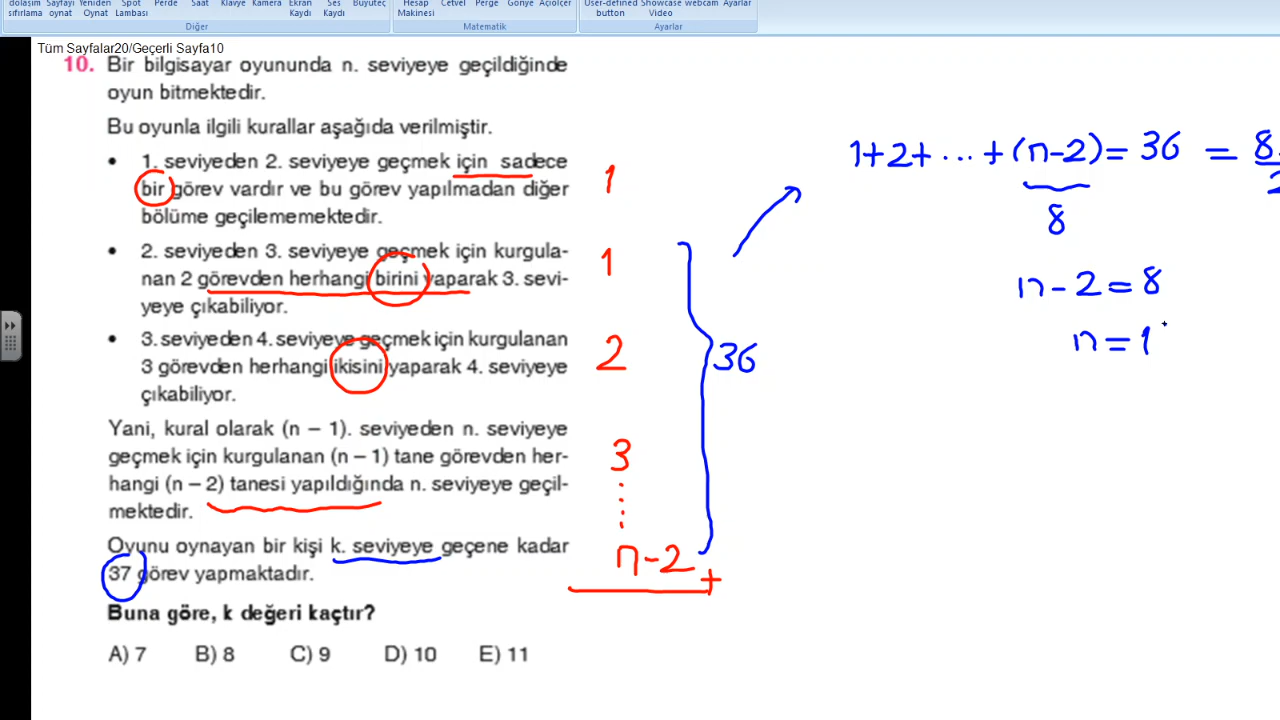 dolaşım Sayfayı Yeniden Spot Perde Saat Klavye Kamera Ekran Ses Büyüteç Hesap Cetvel Perge Gönye Açıölçer User-defined Showcase webcam Ayarlar
sıfırlama oynat Oynat Lambası Kaydı Kaydı Makinesi button Video
Diğer Matematik Ayarlar
Tüm Sayfalar20/Geçerli Sayfa10
10. Bir bilgisayar oyununda n. seviyeye geçildiğinde
oyun bitmektedir.
Bu oyunla ilgili kurallar aşağıda verilmiştir.
• 1. seviyeden 2. seviyeye geçmek için sadece
bir görev vardır ve bu görev yapılmadan diğer
bölüme geçilememektedir.
• 2. seviyeden 3. seviyeye geçmek için kurgula-
nan 2 görevden herhangi birini yaparak 3. sevi-
yeye çıkabiliyor.
• 3. seviyeden 4. seviyeye geçmek için kurgulanan
3 görevden herhangi ikisini yaparak 4. seviyeye
çıkabiliyor.
Yani, kural olarak (n – 1). seviyeden n. seviyeye
geçmek için kurgulanan (n – 1) tane görevden her-
hangi (n – 2) tanesi yapıldığında n. seviyeye geçil-
mektedir.
Oyunu oynayan bir kişi k. seviyeye geçene kadar
37 görev yapmaktadır.
Buna göre, k değeri kaçtır?
A) 7 B) 8 C) 9 D) 10 E) 11
1
1
2
3
n-2
+
36
1+2+ ... +(n-2)=36 = 8
8
n-2=8
n=1